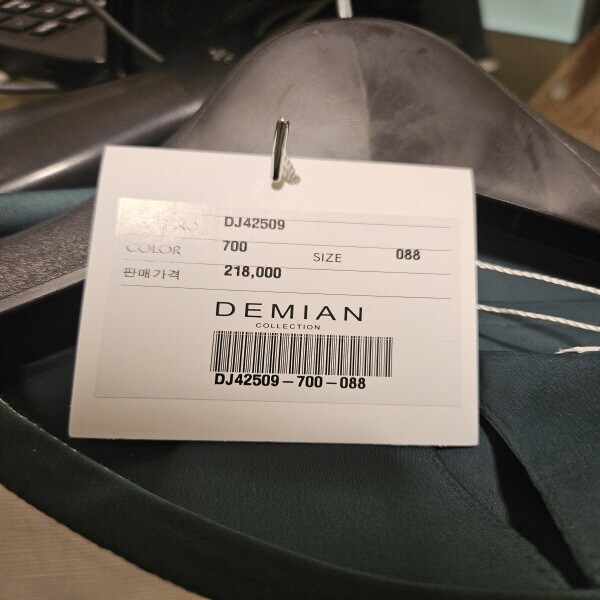 DJ42509
COLOR 700 SIZE 088
판매가격 218,000
DEMIAN
COLLECTION
DJ42509-700-088